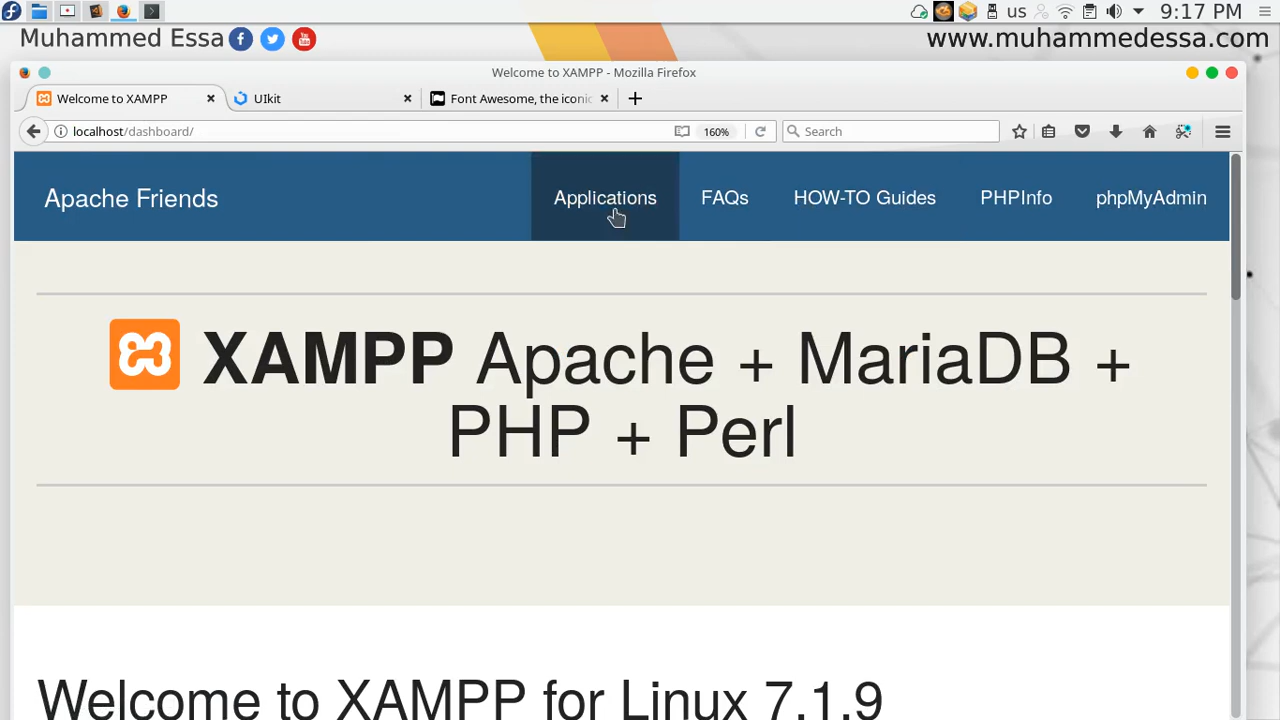 us 9:17 PM
Muhammed Essa
www.muhammedessa.com
Welcome to XAMPP - Mozilla Firefox
Welcome to XAMPP
UIkit
Font Awesome, the iconic
localhost/dashboard/
160%
Search
Apache Friends
Applications
FAQs
HOW-TO Guides
PHPInfo
phpMyAdmin
XAMPP Apache + MariaDB +
PHP + Perl
Welcome to XAMPP for Linux 7.1.9